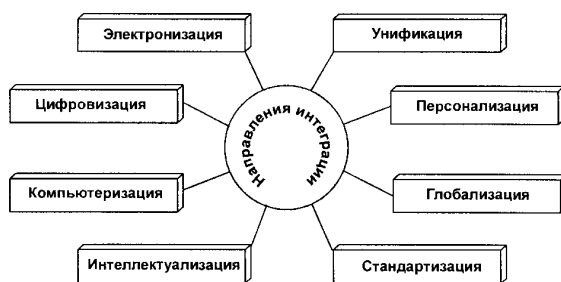 Электронизация
Унификация
Цифровизация
Персонализация
Направления интеграции
Компьютеризация
Глобализация
Интеллектуализация
Стандартизация